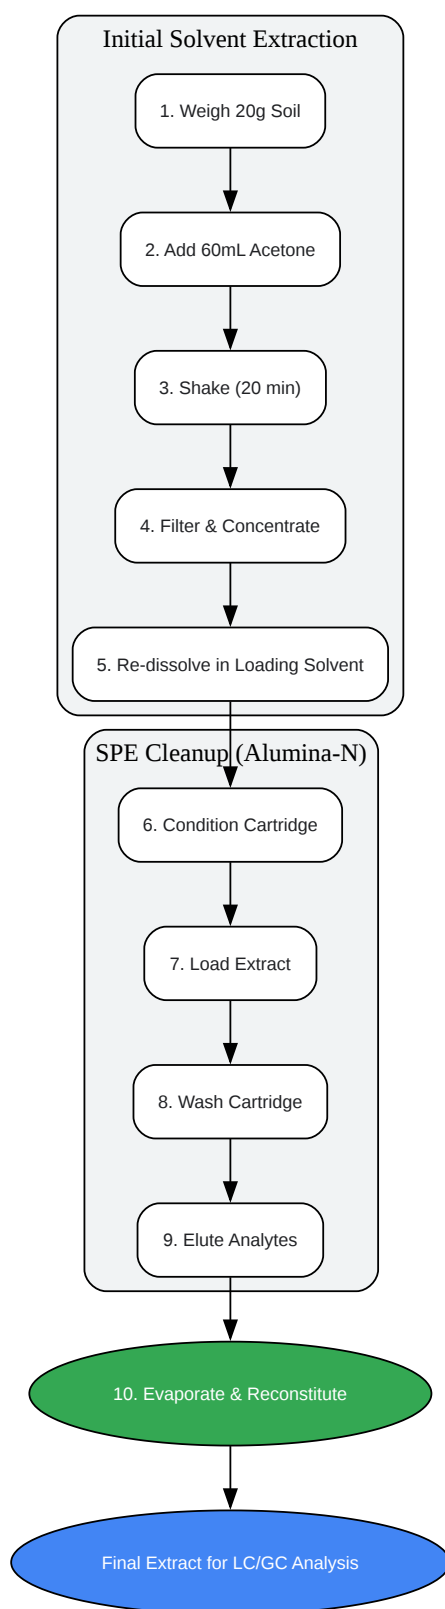 Initial Solvent Extraction
1. Weigh 20g Soil
2. Add 60mL Acetone
3. Shake (20 min)
4. Filter & Concentrate
5. Re-dissolve in Loading Solvent
SPE Cleanup (Alumina-N)
6. Condition Cartridge
7. Load Extract
8. Wash Cartridge
9. Elute Analytes
10. Evaporate & Reconstitute
Final Extract for LC/GC Analysis